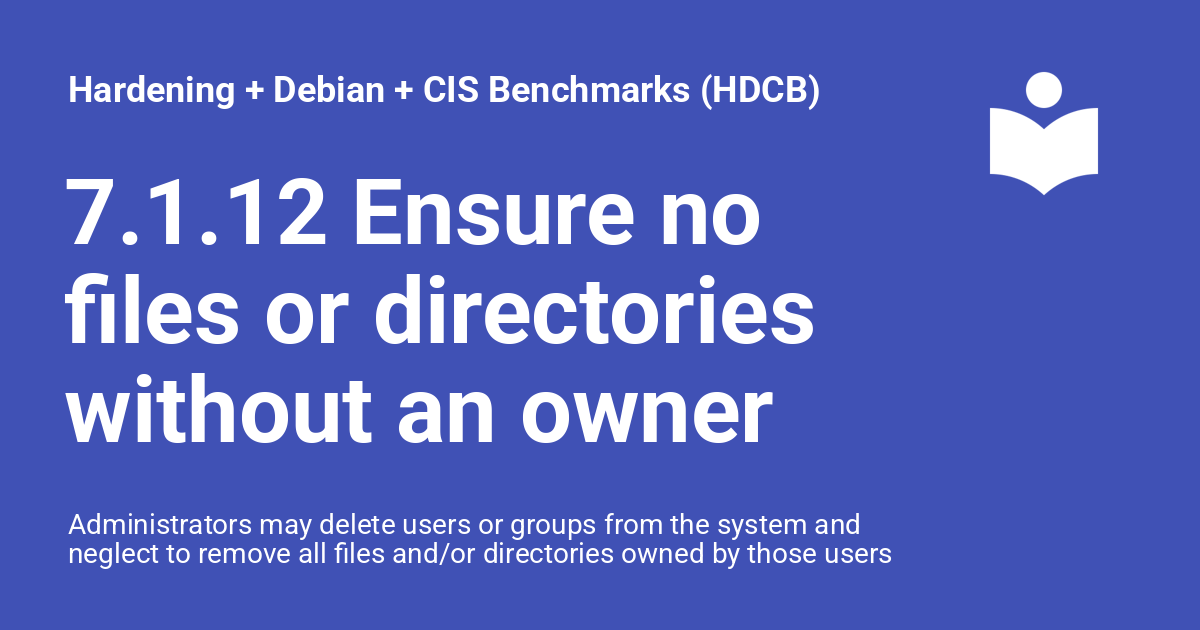 Hardening + Debian + CIS Benchmarks (HDCB)
7.1.12 Ensure no
files or directories
without an owner
Administrators may delete users or groups from the system and
neglect to remove all files and/or directories owned by those users